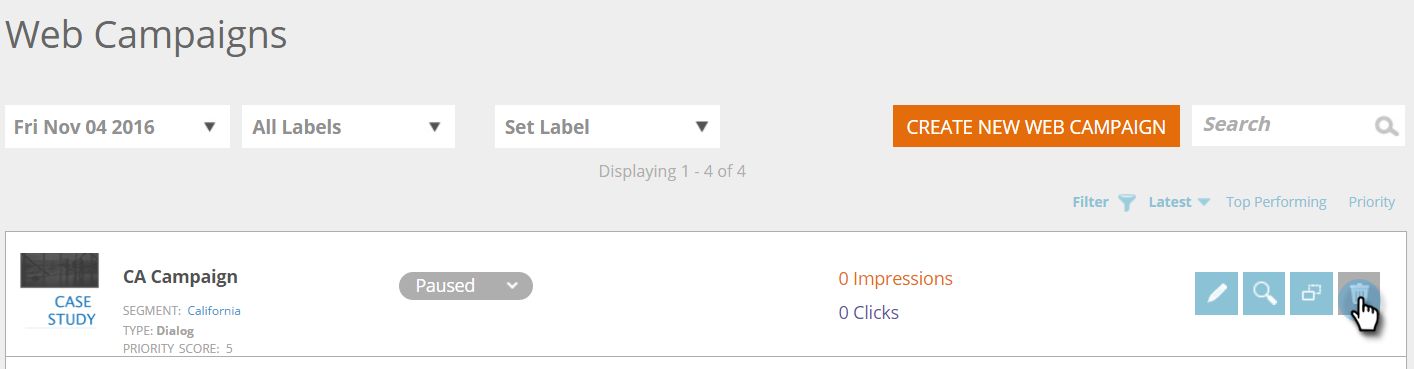 Web Campaigns
Fri Nov 04 2016
All Labels
Set Label
CREATE NEW WEB CAMPAIGN
Search
Displaying 1 - 4 of 4
Filter Latest Top Performing Priority
CASE
STUDY
CA Campaign
SEGMENT: California
TYPE: Dialog
PRIORITY SCORE: 5
Paused
0 Impressions
0 Clicks